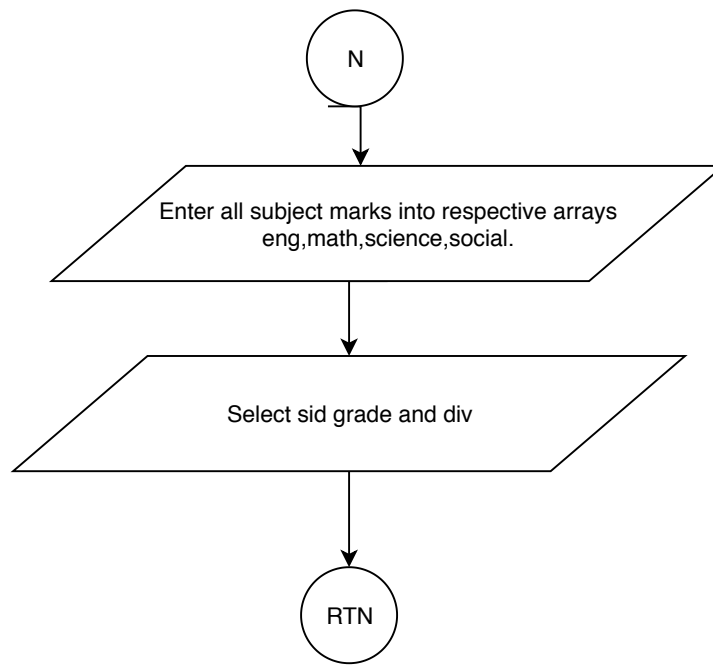 N
Enter all subject marks into respective arrays
eng,math,science,social.
Select sid grade and div
RTN